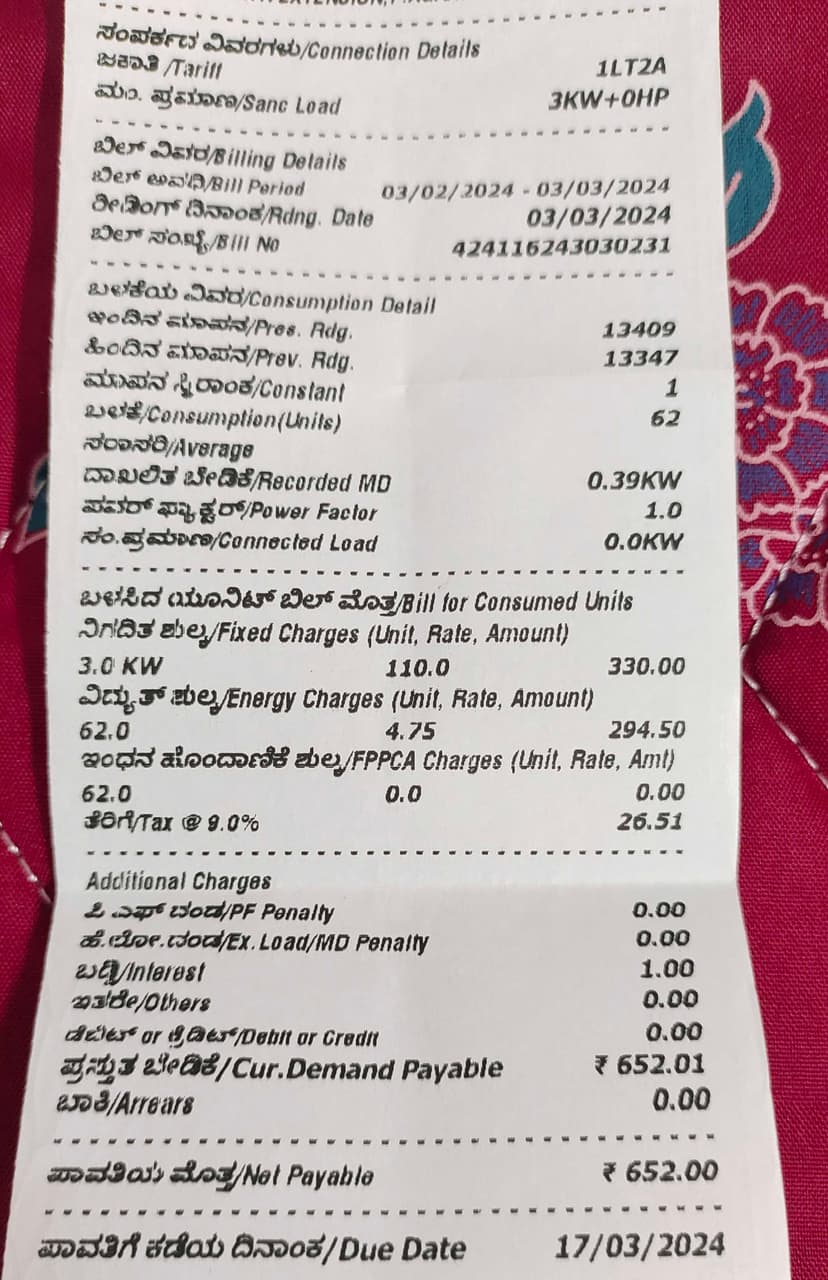 ಸಂಪರ್ಕದ ವಿವರಗಳು/Connection Details
ಜಕಾತಿ /Tariff 1LT2A
ಮಂ. ಪ್ರಮಾಣ/Sanc Load 3KW+0HP
ಬಿಲ್ ವಿವರ/Billing Details
ಬಿಲ್ ಅವಧಿ/Bill Period 03/02/2024 - 03/03/2024
ರೀಡಿಂಗ್ ದಿನಾಂಕ/Rdng. Date 03/03/2024
ಬಿಲ್ ಸಂಖ್ಯೆ/Bill No 424116243030231
ಬಳಕೆಯ ವಿವರ/Consumption Detail
ಇಂದಿನ ಮಾಪನ/Pres. Rdg. 13409
ಹಿಂದಿನ ಮಾಪನ/Prev. Rdg. 13347
ಮಾಪನ ಸ್ಥಿರಾಂಕ/Constant 1
ಬಳಕೆ/Consumption(Units) 62
ಸರಾಸರಿ/Average
ದಾಖಲಿತ ಬೇಡಿಕೆ/Recorded MD 0.39KW
ಪವರ್ ಫ್ಯಾಕ್ಟರ್/Power Factor 1.0
ಸಂ.ಪ್ರಮಾಣ/Connected Load 0.0KW
ಬಳಸಿದ ಯೂನಿಟ್ ಬಿಲ್ ಮೊತ್ತ/Bill for Consumed Units
ನಿಗದಿತ ಶುಲ್ಕ/Fixed Charges (Unit, Rate, Amount)
3.0 KW 110.0 330.00
ವಿದ್ಯುತ್ ಶುಲ್ಕ/Energy Charges (Unit, Rate, Amount)
62.0 4.75 294.50
ಇಂಧನ ಹೊಂದಾಣಿಕೆ ಶುಲ್ಕ/FPPCA Charges (Unit, Rate, Amt)
62.0 0.0 0.00
ತೆರಿಗೆ/Tax @ 9.0% 26.51
Additional Charges
ಪಿ ಎಫ್ ದಂಡ/PF Penalty 0.00
ಹೆ.ಲೋ.ದಂಡ/Ex. Load/MD Penalty 0.00
ಬಡ್ಡಿ/Interest 1.00
ಇತರೇ/Others 0.00
ಡೆಬಿಟ್ or ಕ್ರೆಡಿಟ್/Debit or Credit 0.00
ಪ್ರಸ್ತುತ ಬೇಡಿಕೆ/Cur.Demand Payable ₹ 652.01
ಬಾಕಿ/Arrears 0.00
ಪಾವತಿಯ ಮೊತ್ತ/Net Payable ₹ 652.00
ಪಾವತಿಗೆ ಕಡೆಯ ದಿನಾಂಕ/Due Date 17/03/2024